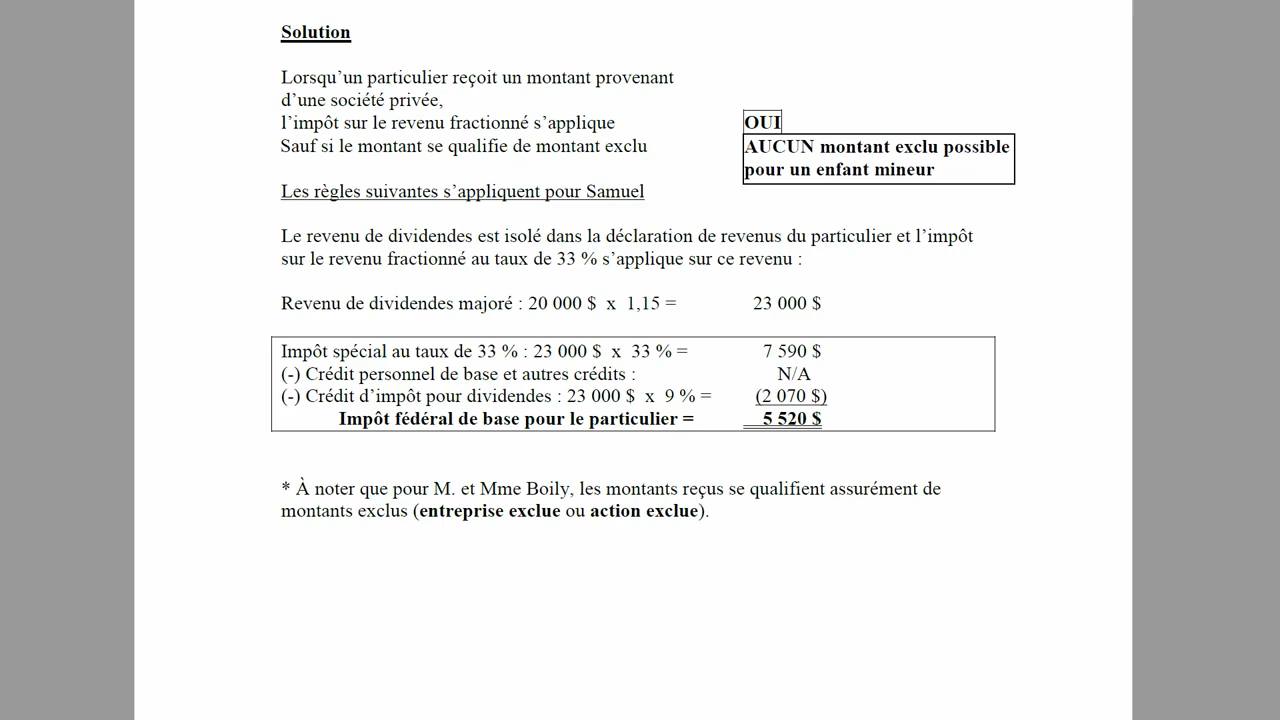 Solution
Lorsqu'un particulier reçoit un montant provenant
d'une société privée,
l'impôt sur le revenu fractionné s'applique OUI
Sauf si le montant se qualifie de montant exclu AUCUN montant exclu possible
pour un enfant mineur
Les règles suivantes s'appliquent pour Samuel
Le revenu de dividendes est isolé dans la déclaration de revenus du particulier et l'impôt
sur le revenu fractionné au taux de 33 % s'applique sur ce revenu :
Revenu de dividendes majoré : 20 000 $ x 1,15 = 23 000 $
Impôt spécial au taux de 33 % : 23 000 $ x 33 % = 7 590 $
(-) Crédit personnel de base et autres crédits : N/A
(-) Crédit d'impôt pour dividendes : 23 000 $ x 9 % = (2 070 $)
Impôt fédéral de base pour le particulier = 5 520 $
* À noter que pour M. et Mme Boily, les montants reçus se qualifient assurément de
montants exclus (entreprise exclue ou action exclue).